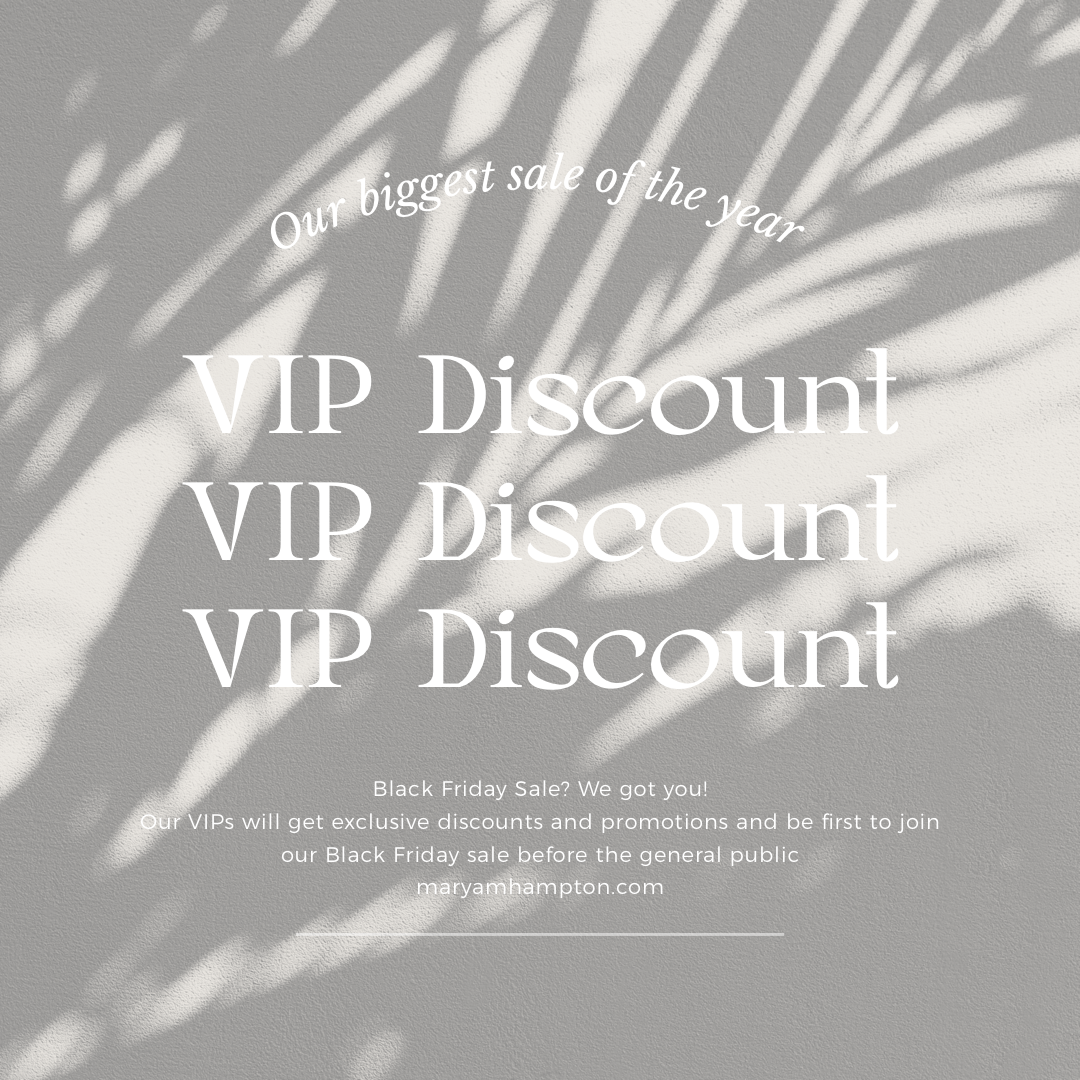 Our biggest sale of the year
VIP Discount
VIP Discount
VIP Discount
Black Friday Sale? We got you!
Our VIPs will get exclusive discounts and promotions and be first to join
our Black Friday sale before the general public
maryamhampton.com